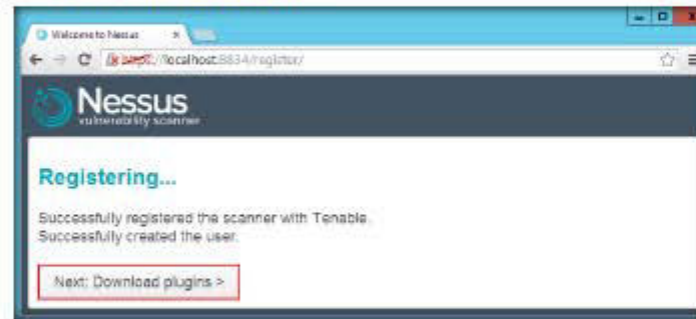 Welcome to Nessus
localhost:8834/register/
Nessus
vulnerability scanner
Registering...
Successfully registered the scanner with Tenable.
Successfully created the user.
Next: Download plugins >